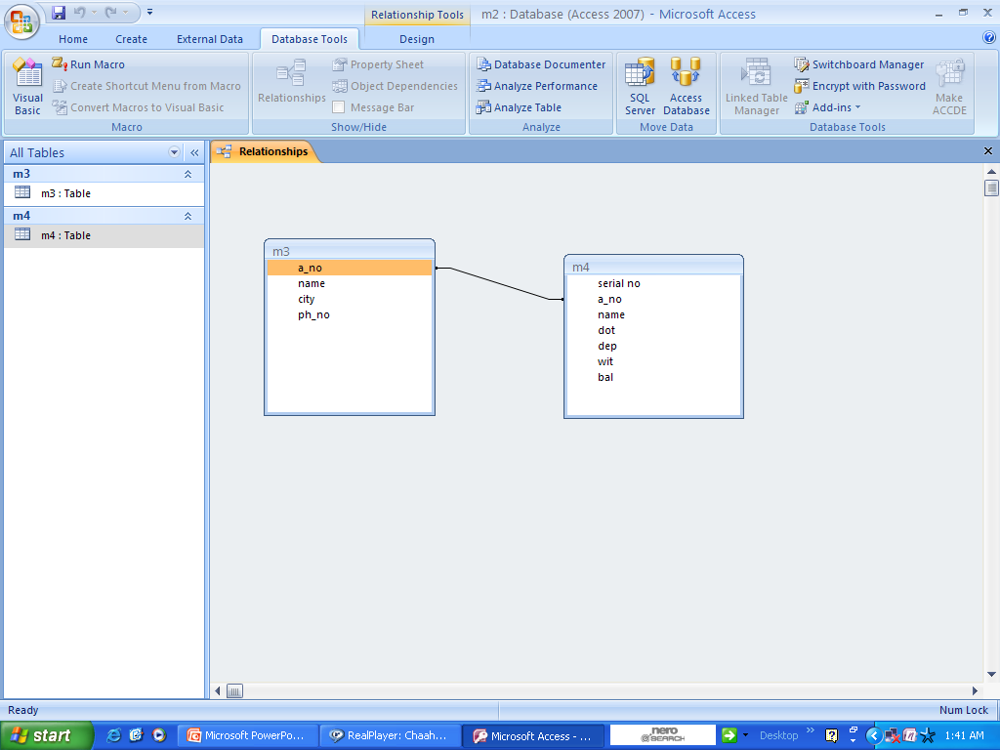 Relationship Tools
m2 : Database (Access 2007) - Microsoft Access
Home Create External Data Database Tools Design
Visual Basic
Run Macro
Create Shortcut Menu from Macro
Convert Macros to Visual Basic
Macro
Relationships
Property Sheet
Object Dependencies
Message Bar
Show/Hide
Database Documenter
Analyze Performance
Analyze Table
Analyze
SQL Server
Access Database
Move Data
Linked Table Manager
Switchboard Manager
Encrypt with Password
Add-ins
Make ACCDE
Database Tools
All Tables
m3
m3 : Table
m4
m4 : Table
Relationships
m3
a_no
name
city
ph_no
m4
serial no
a_no
name
dot
dep
wit
bal
Ready
Num Lock
start
Microsoft PowerPo...
RealPlayer: Chaah...
Microsoft Access - ...
nero
@SEARCH
Desktop
1:41 AM